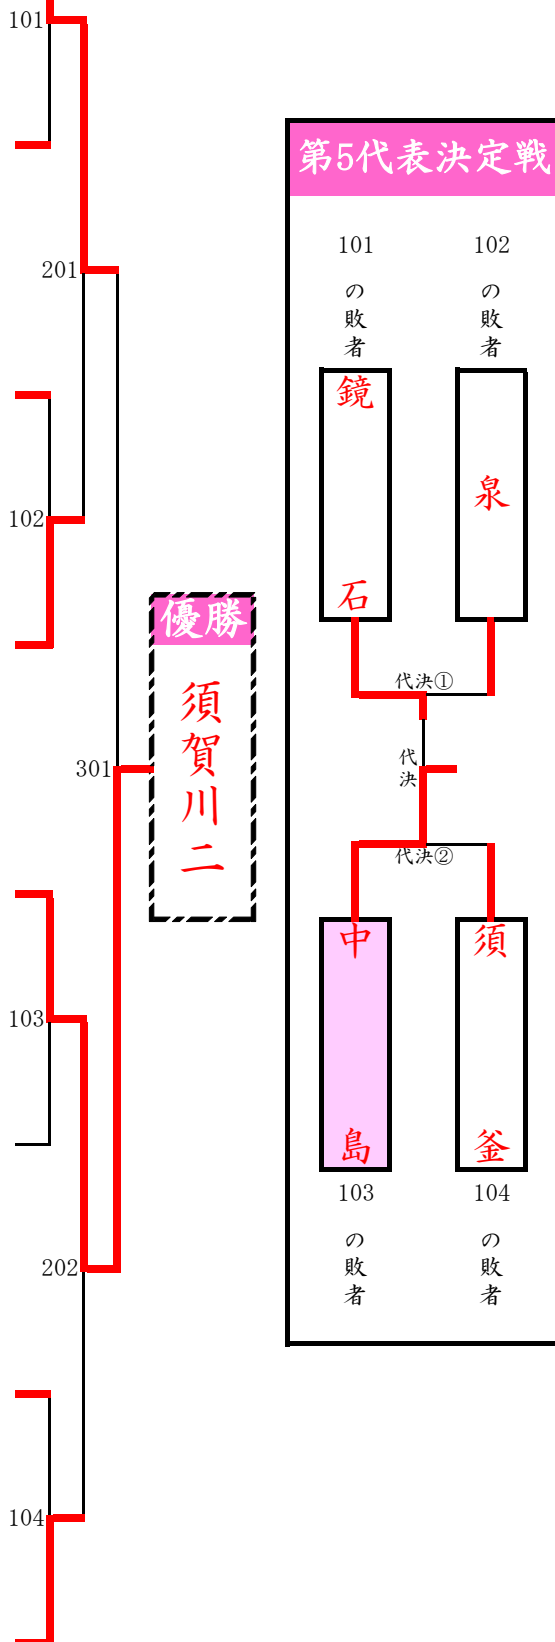 101
201
102
301
103
202
104
優勝
須賀川二
第5代表決定戦
101
の敗者
102
の敗者
鏡石
泉
代決①
代決
代決②
中島
須釜
103
の敗者
104
の敗者